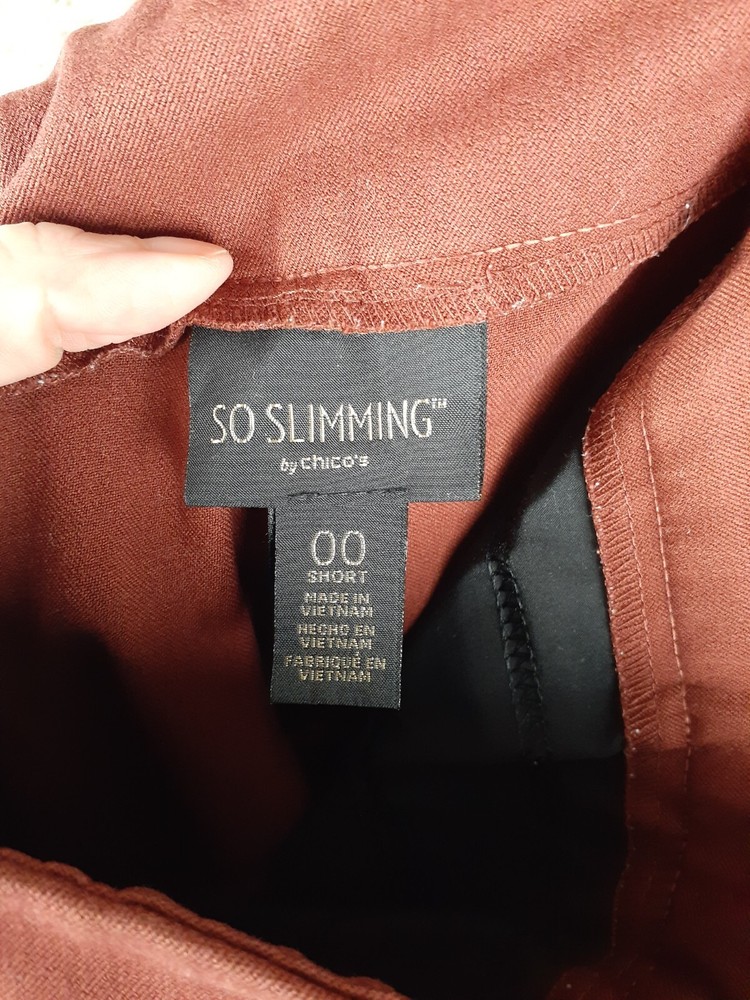 SO SLIMMING™
by chico's
00
SHORT
MADE IN
VIETNAM
HECHO EN
VIETNAM
FABRIQUÉ EN
VIETNAM